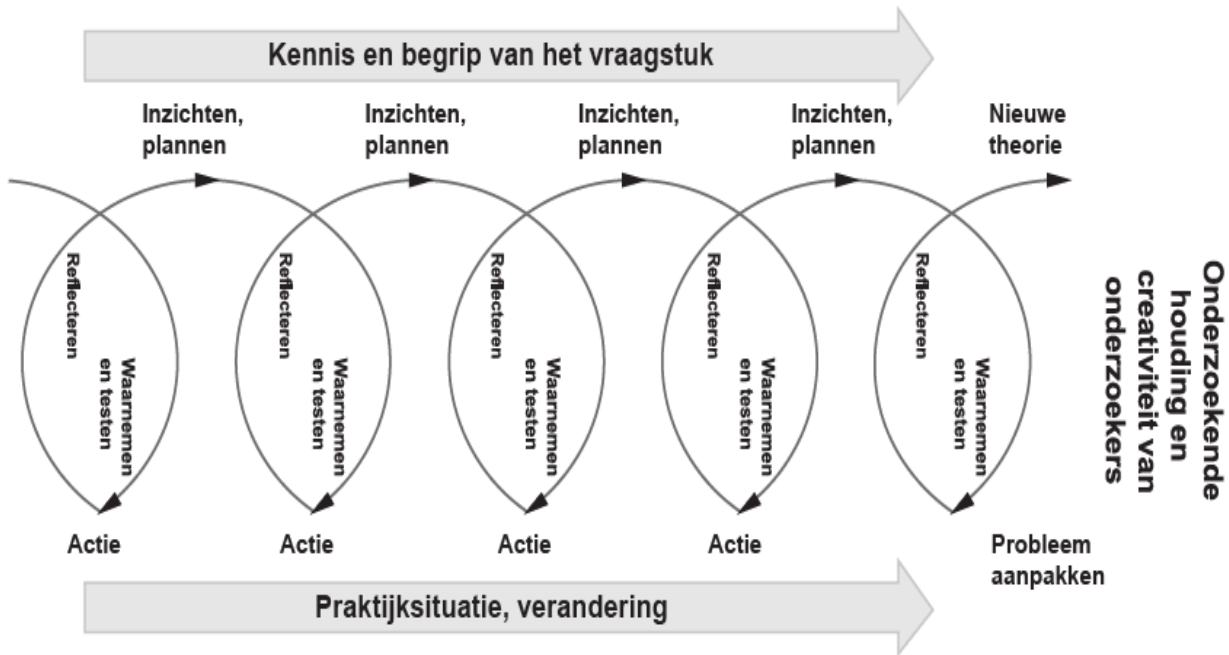 Kennis en begrip van het vraagstuk
Inzichten,
plannen
Inzichten,
plannen
Inzichten,
plannen
Inzichten,
plannen
Nieuwe
theorie
Reflecteren
Waarnemen
en testen
Reflecteren
Waarnemen
en testen
Reflecteren
Waarnemen
en testen
Reflecteren
Waarnemen
en testen
Reflecteren
Waarnemen
en testen
Onderzoekende
houding en
creativiteit van
onderzoekers
Actie
Actie
Actie
Actie
Probleem
aanpakken
Praktijksituatie, verandering